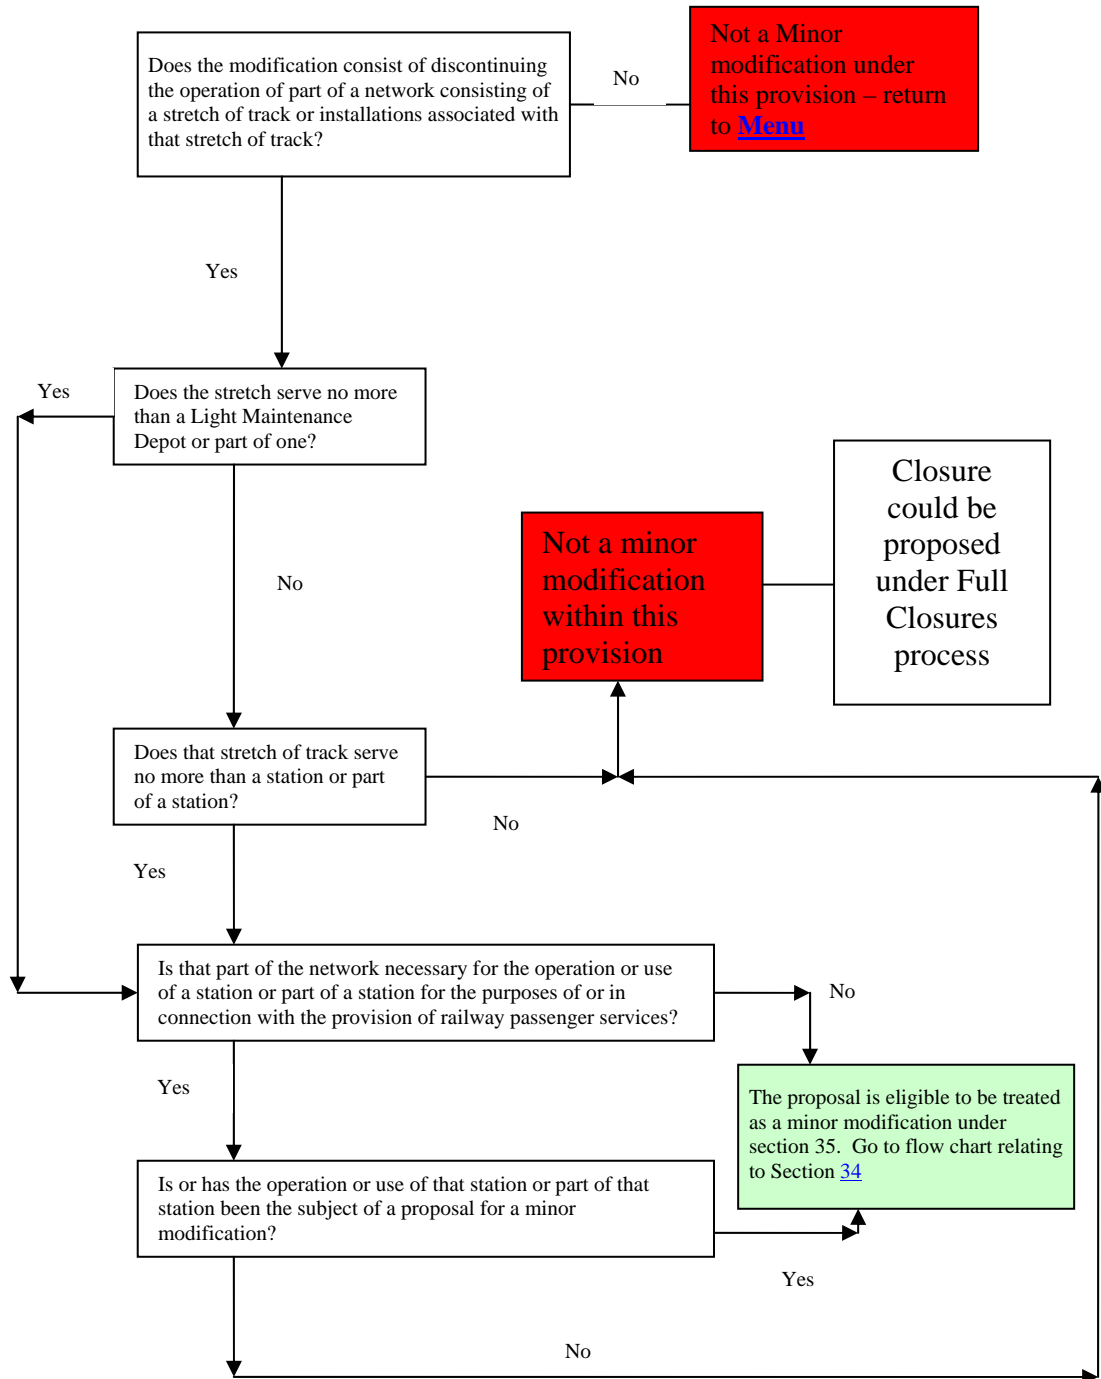 Does the modification consist of discontinuing
the operation of part of a network consisting of
a stretch of track or installations associated with
that stretch of track?
No
Not a Minor
modification under
this provision – return
to Menu
Yes
Yes
Does the stretch serve no more
than a Light Maintenance
Depot or part of one?
No
Not a minor
modification
within this
provision
Closure
could be
proposed
under Full
Closures
process
Does that stretch of track serve
no more than a station or part
of a station?
No
Yes
Is that part of the network necessary for the operation or use
of a station or part of a station for the purposes of or in
connection with the provision of railway passenger services?
No
Yes
The proposal is eligible to be treated
as a minor modification under
section 35.  Go to flow chart relating
to Section 34
Is or has the operation or use of that station or part of that
station been the subject of a proposal for a minor
modification?
Yes
No